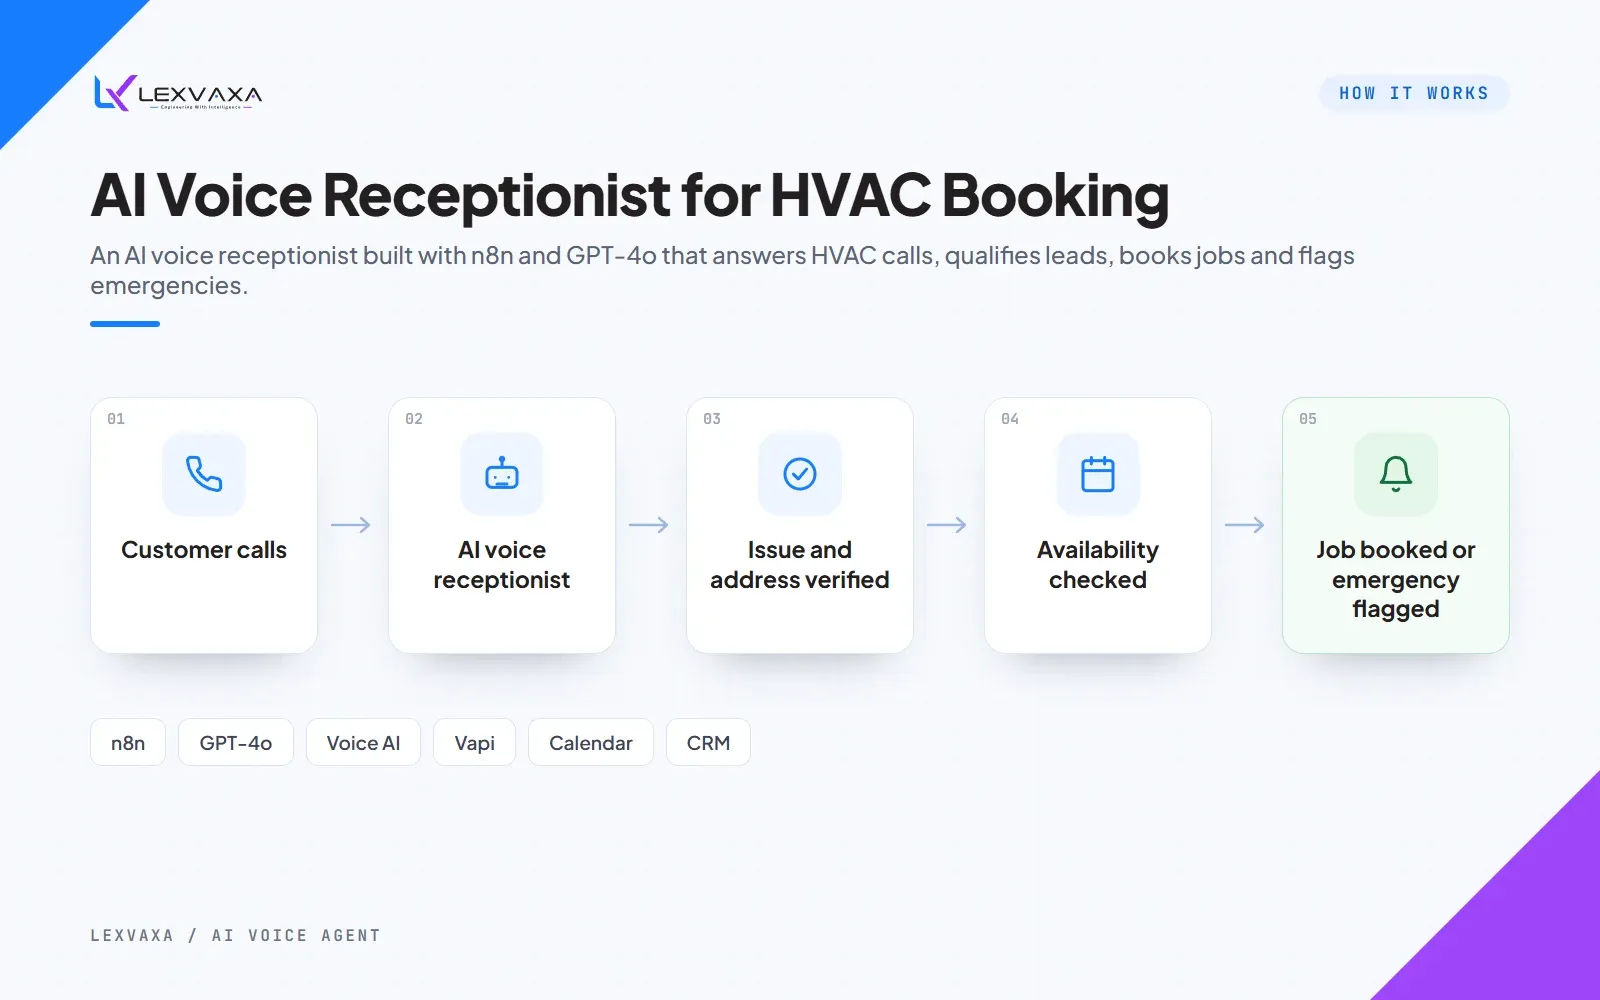 LEXVAXA
Engineering With Intelligence
HOW IT WORKS
AI Voice Receptionist for HVAC Booking
An AI voice receptionist built with n8n and GPT-4o that answers HVAC calls, qualifies leads, books jobs and flags
emergencies.
01
Customer calls
02
AI voice
receptionist
03
Issue and
address verified
04
Availability
checked
05
Job booked or
emergency
flagged
n8n
GPT-4o
Voice AI
Vapi
Calendar
CRM
LEXVAXA / AI VOICE AGENT